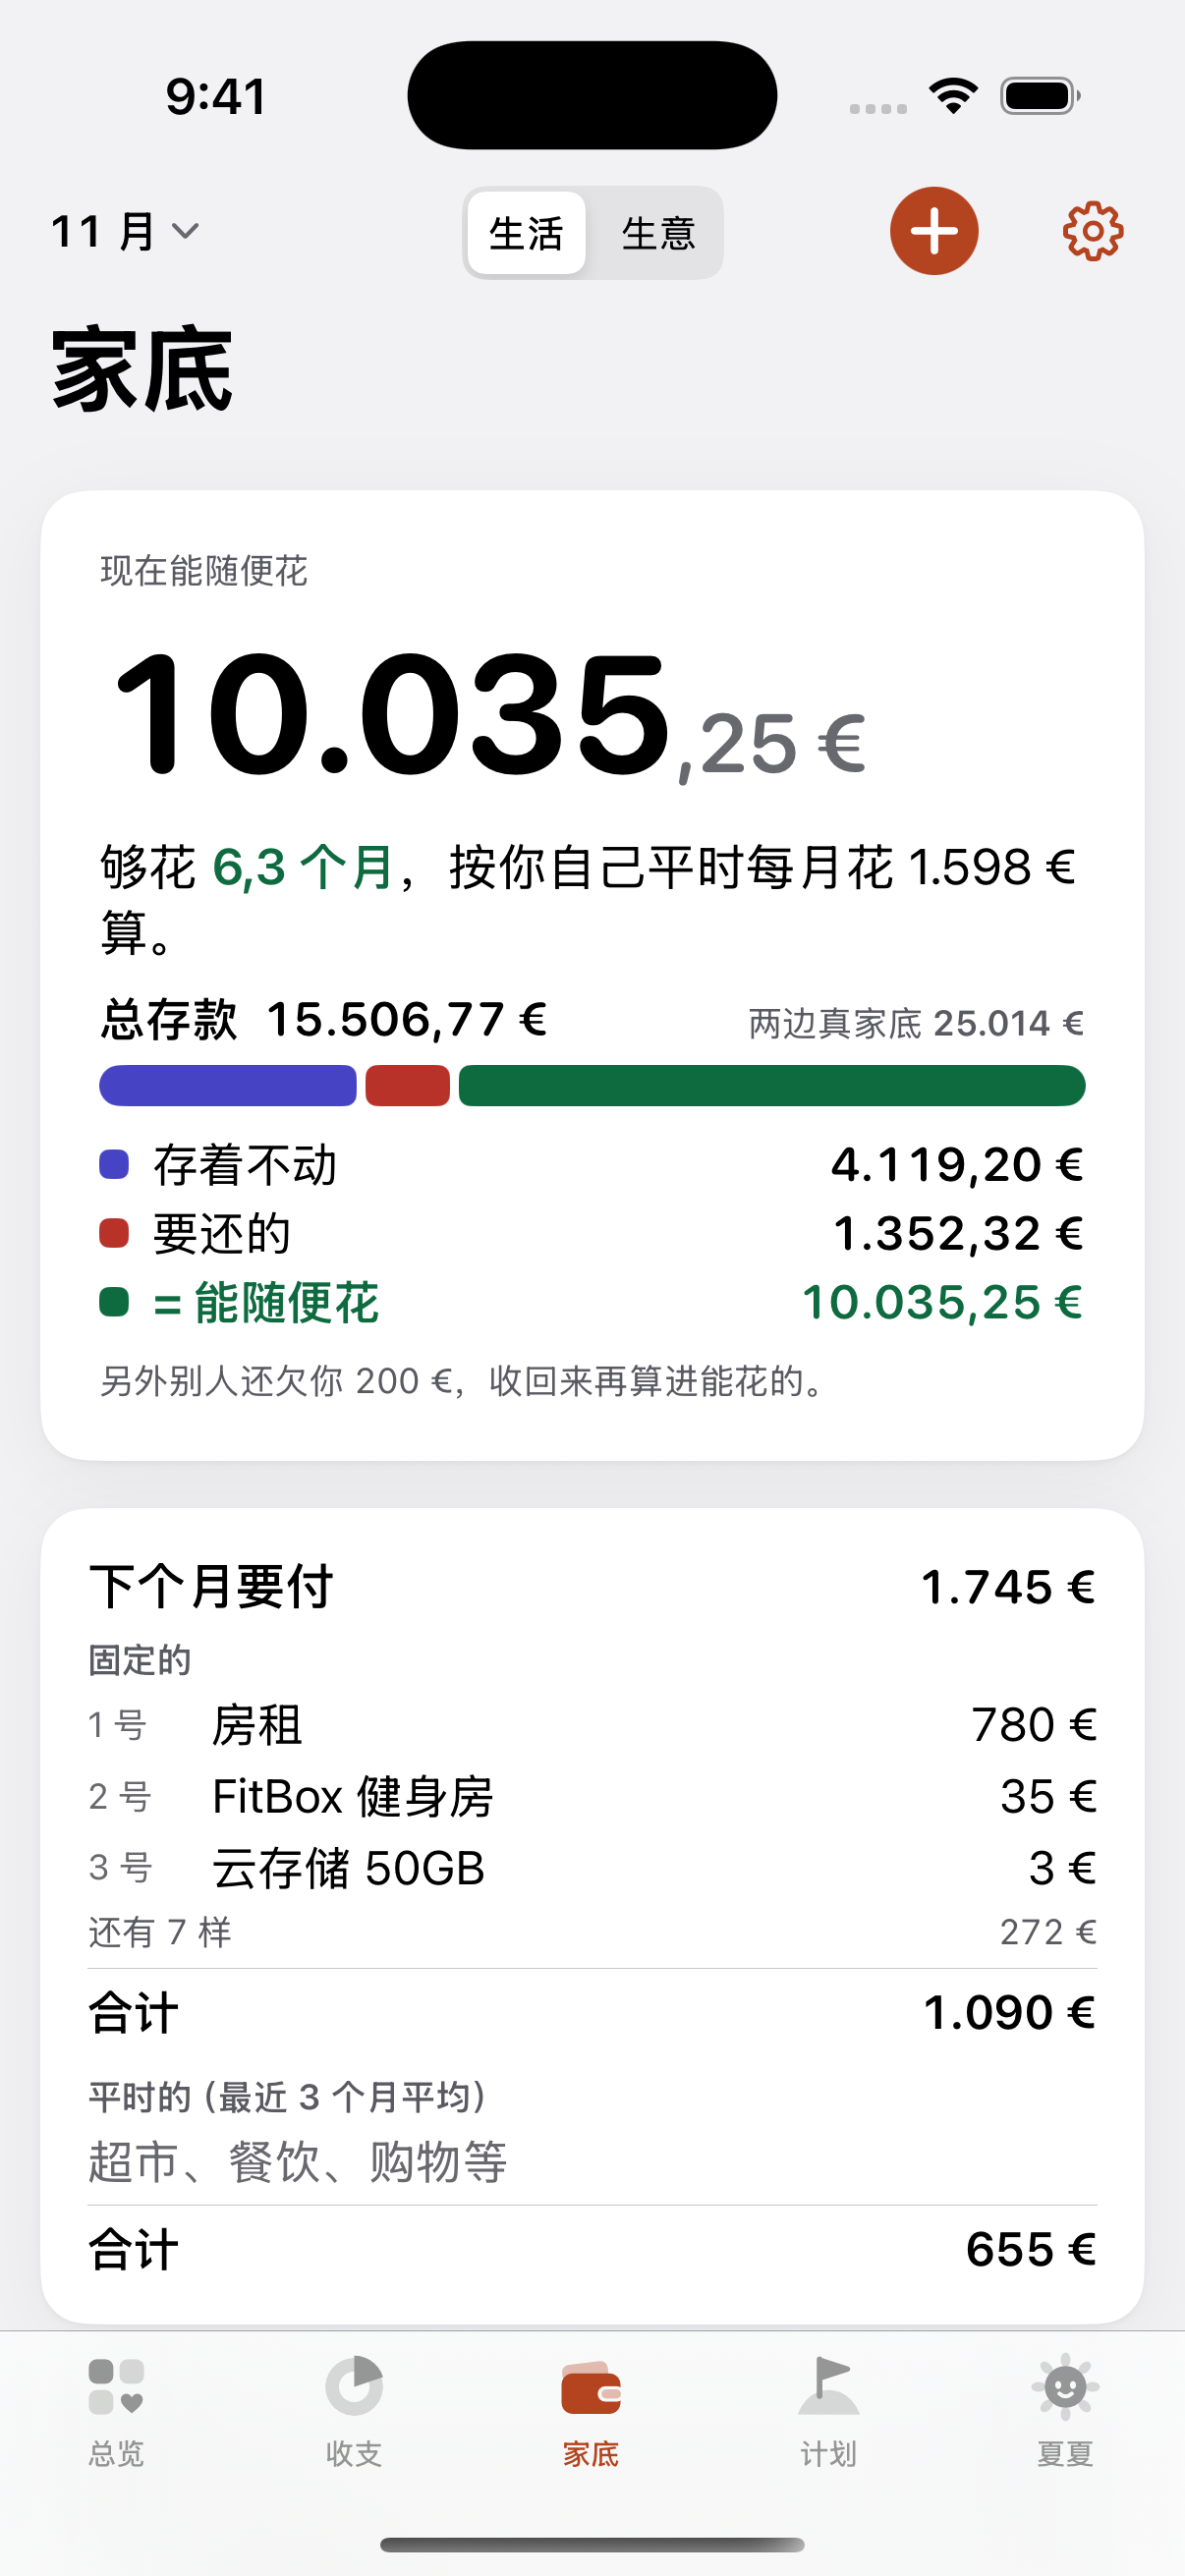 9:41
11 月
生活
生意
家底
现在能随便花
10.035,25 €
够花 6,3 个月，按你自己平时每月花 1.598 €
算。
总存款 15.506,77 €
两边真家底 25.014 €
存着不动 4.119,20 €
要还的 1.352,32 €
= 能随便花 10.035,25 €
另外别人还欠你 200 €，收回来再算进能花的。
下个月要付 1.745 €
固定的
1 号 房租 780 €
2 号 FitBox 健身房 35 €
3 号 云存储 50GB 3 €
还有 7 样 272 €
合计 1.090 €
平时的（最近 3 个月平均）
超市、餐饮、购物等
合计 655 €
总览
收支
家底
计划
夏夏